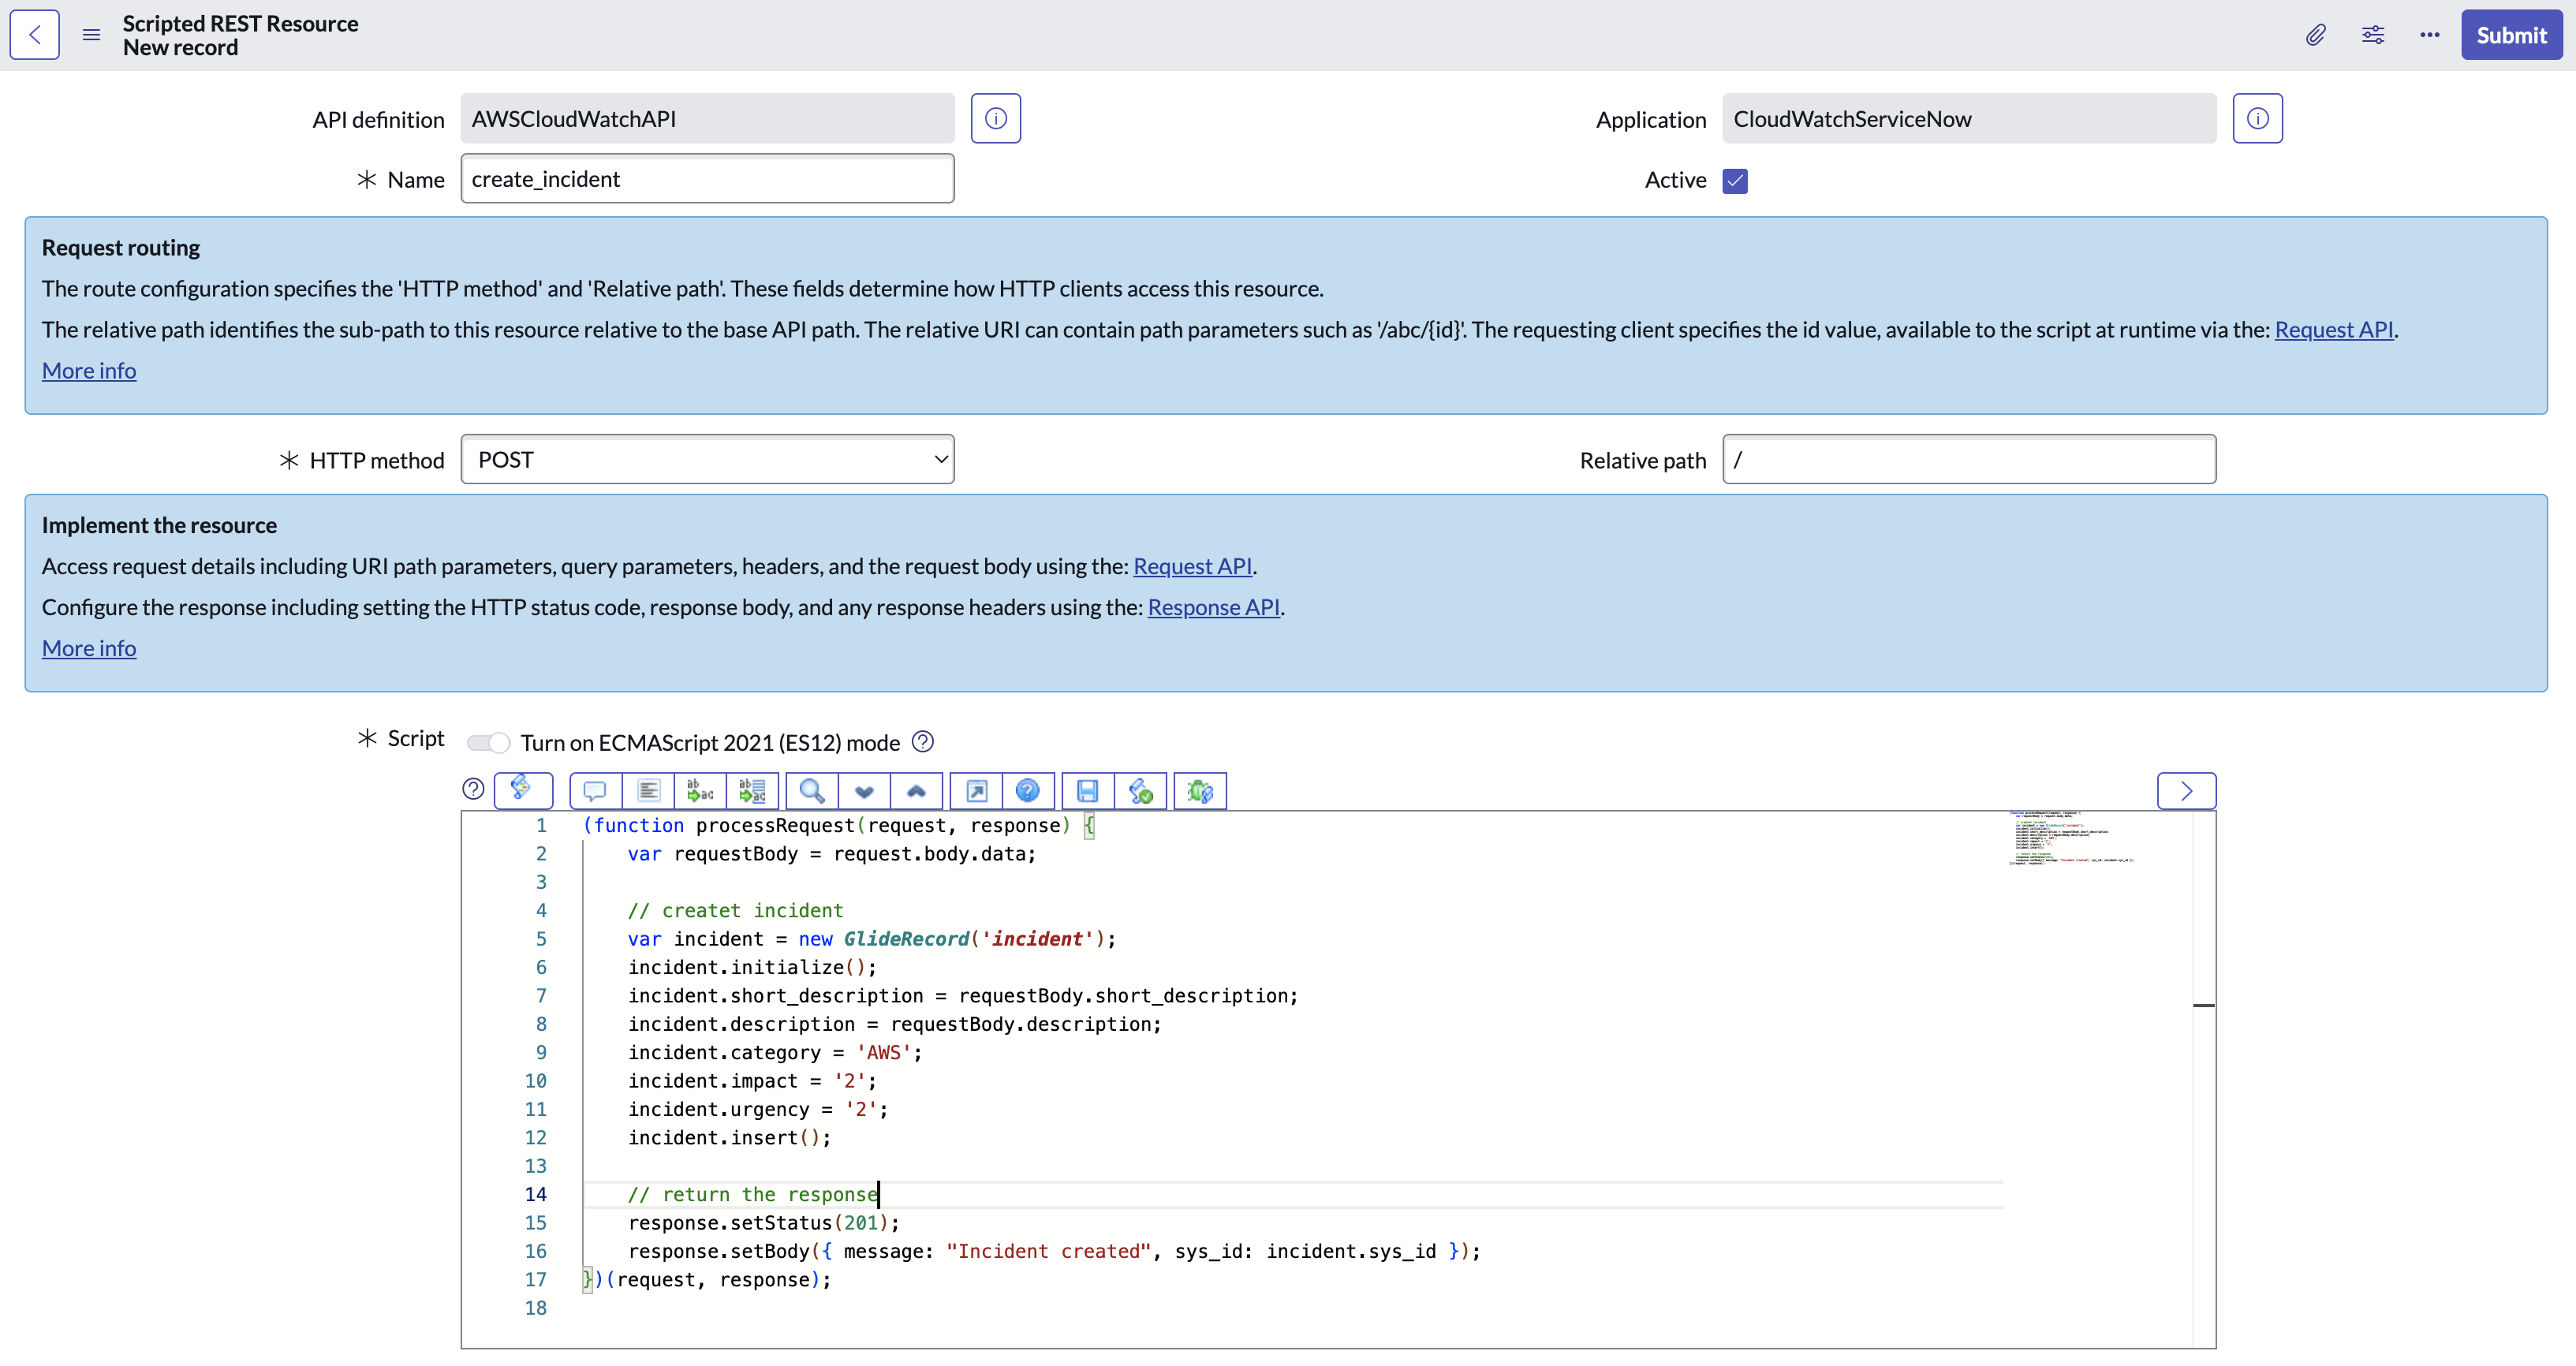 Scripted REST Resource
New record
Submit
API definition AWSCloudWatchAPI Application CloudWatchServiceNow
Name create_incident Active
Request routing
The route configuration specifies the 'HTTP method' and 'Relative path'. These fields determine how HTTP clients access this resource.
The relative path identifies the sub-path to this resource relative to the base API path. The relative URI can contain path parameters such as '/abc/{id}'. The requesting client specifies the id value, available to the script at runtime via the: Request API.
More info
HTTP method POST Relative path /
Implement the resource
Access request details including URI path parameters, query parameters, headers, and the request body using the: Request API.
Configure the response including setting the HTTP status code, response body, and any response headers using the: Response API.
More info
Script Turn on ECMAScript 2021 (ES12) mode
1 (function processRequest(request, response) {
2 var requestBody = request.body.data;
3
4 // createt incident
5 var incident = new GlideRecord('incident');
6 incident.initialize();
7 incident.short_description = requestBody.short_description;
8 incident.description = requestBody.description;
9 incident.category = 'AWS';
10 incident.impact = '2';
11 incident.urgency = '2';
12 incident.insert();
13
14 // return the response
15 response.setStatus(201);
16 response.setBody({ message: "Incident created", sys_id: incident.sys_id });
17 })(request, response);
18